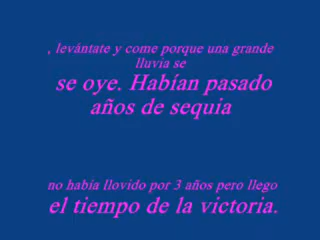 , levántate y come porque una grande
lluvia se
se oye. Habían pasado
años de sequia
no había llovido por 3 años pero llego
el tiempo de la victoria.